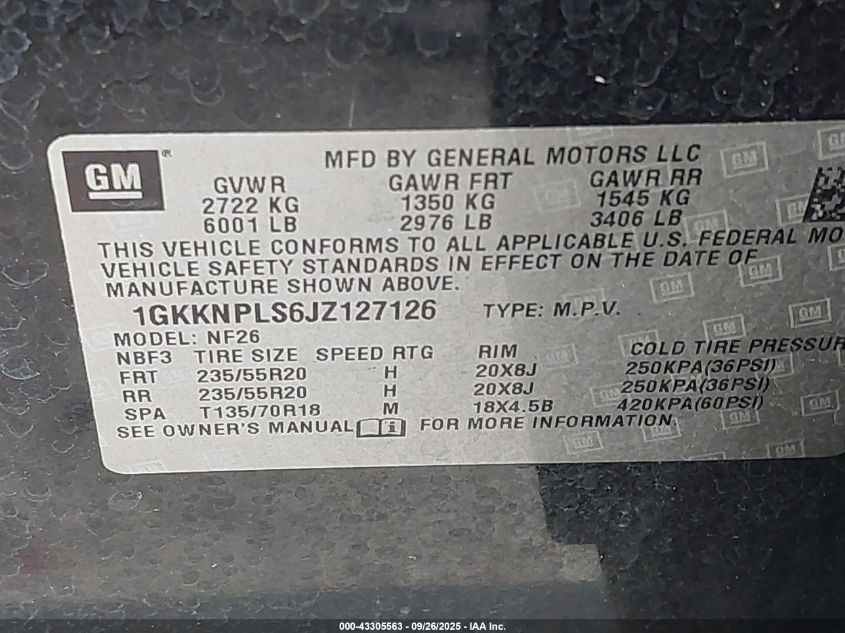 GM®
MFD BY GENERAL MOTORS LLC
GVWR GAWR FRT GAWR RR
2722 KG 1350 KG 1545 KG
6001 LB 2976 LB 3406 LB
THIS VEHICLE CONFORMS TO ALL APPLICABLE U.S. FEDERAL MO
VEHICLE SAFETY STANDARDS IN EFFECT ON THE DATE OF
MANUFACTURE SHOWN ABOVE.
1GKKNPLS6JZ127126 TYPE: M.P.V.
MODEL: NF26
NBF3 TIRE SIZE SPEED RTG RIM COLD TIRE PRESSUR
FRT 235/55R20 H 20X8J 250KPA(36PSI)
RR 235/55R20 H 20X8J 250KPA(36PSI)
SPA T135/70R18 M 18X4.5B 420KPA(60PSI)
SEE OWNER'S MANUAL i FOR MORE INFORMATION.
000-43305563 - 09/26/2025 - IAA Inc.